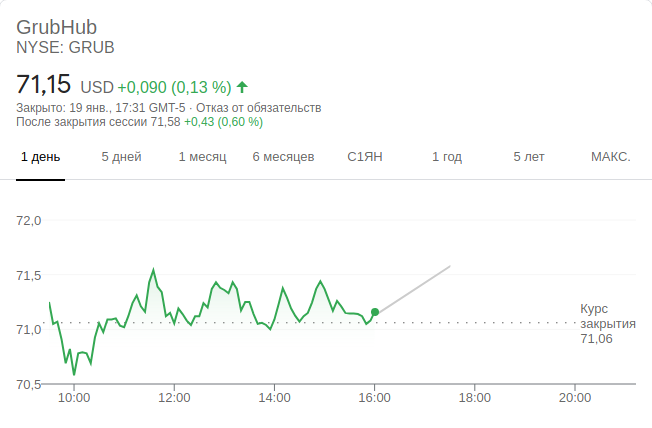 GrubHub
NYSE: GRUB
71,15 USD +0,090 (0,13 %)
Закрыто: 19 янв., 17:31 GMT-5 · Отказ от обязательств
После закрытия сессии 71,58 +0,43 (0,60 %)
1 день 5 дней 1 месяц 6 месяцев С1ЯН 1 год 5 лет МАКС.
72,0
71,5
71,0
70,5
Курс
закрытия
71,06
10:00 12:00 14:00 16:00 18:00 20:00